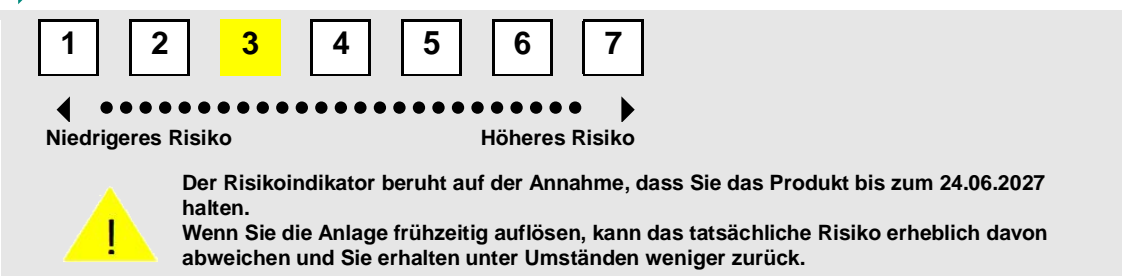 1 2 3 4 5 6 7
Niedrigeres Risiko Höheres Risiko
Der Risikoindikator beruht auf der Annahme, dass Sie das Produkt bis zum 24.06.2027
halten.
Wenn Sie die Anlage frühzeitig auflösen, kann das tatsächliche Risiko erheblich davon
abweichen und Sie erhalten unter Umständen weniger zurück.
!